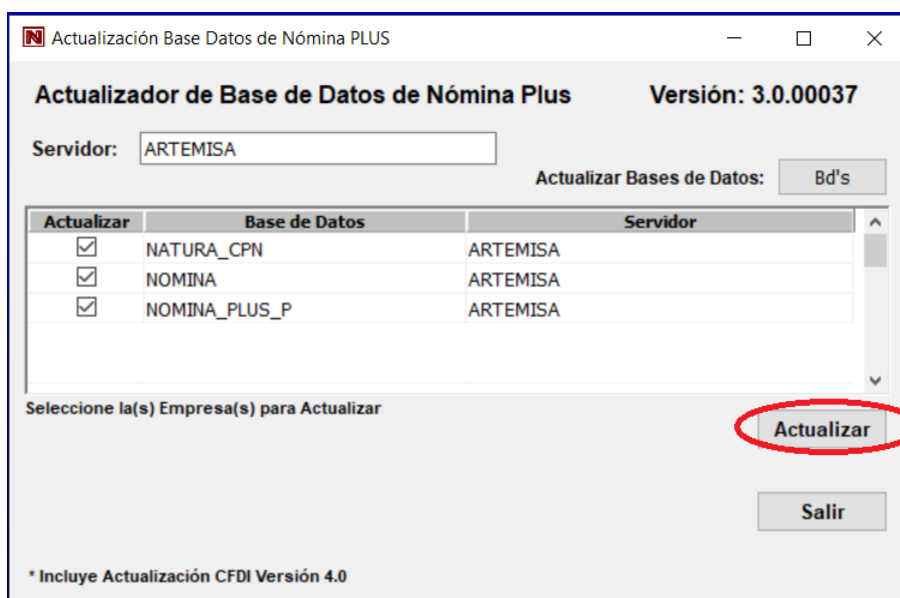 Actualización Base Datos de Nómina PLUS
Actualizador de Base de Datos de Nómina Plus Versión: 3.0.00037
Servidor: ARTEMISA
Actualizar Bases de Datos: Bd's
Actualizar Base de Datos Servidor
NATURA_CPN ARTEMISA
NOMINA ARTEMISA
NOMINA_PLUS_P ARTEMISA
Seleccione la(s) Empresa(s) para Actualizar
Actualizar
Salir
* Incluye Actualización CFDI Versión 4.0